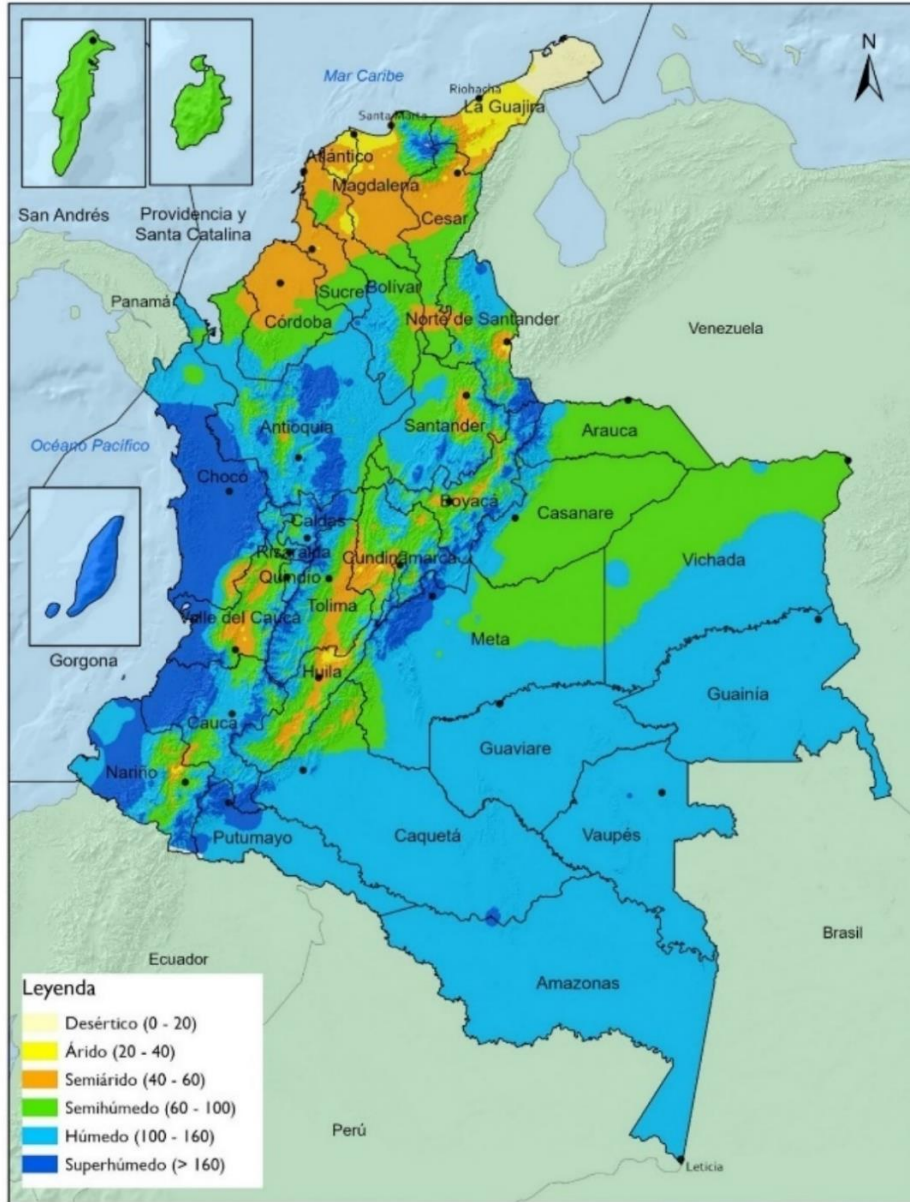 N
Mar Caribe
Riohacha
La Guajira
Santa Marta
Atlántico
Magdalena
Cesar
San Andrés
Providencia y
Santa Catalina
Panamá
Sucre
Bolívar
Córdoba
Norte de Santander
Venezuela
Antioquia
Santander
Arauca
Océano Pacífico
Chocó
Boyacá
Casanare
Caldas
Risaralda
Cundinamarca
Vichada
Quindío
Tolima
Valle del Cauca
Meta
Gorgona
Huila
Guainía
Cauca
Guaviare
Nariño
Putumayo
Caquetá
Vaupés
Brasil
Ecuador
Amazonas
Leyenda
Desértico (0 - 20)
Árido (20 - 40)
Semiárido (40 - 60)
Semihúmedo (60 - 100)
Húmedo (100 - 160)
Superhúmedo (> 160)
Perú
Leticia